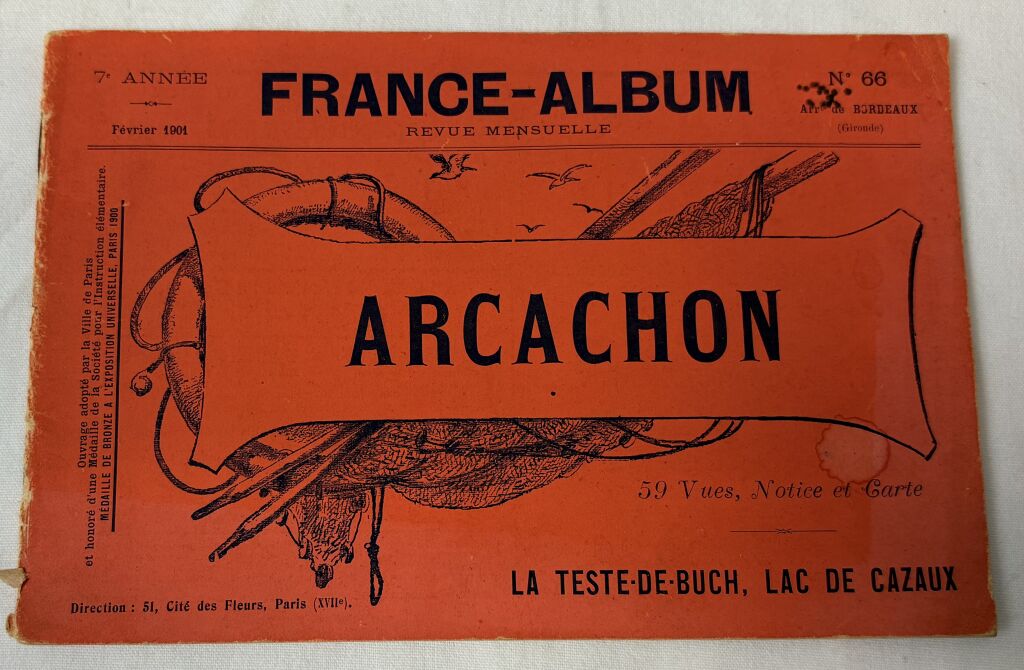 7e ANNÉE
Février 1901
FRANCE-ALBUM
REVUE MENSUELLE
N° 66
Arrt de BORDEAUX
(Gironde)
Ouvrage adopté par la Ville de Paris
et honoré d'une Médaille de la Société pour l'Instruction élémentaire.
MÉDAILLE DE BRONZE A L'EXPOSITION UNIVERSELLE, PARIS 1900
ARCACHON
59 Vues, Notice et Carte
LA TESTE-DE-BUCH, LAC DE CAZAUX
Direction : 51, Cité des Fleurs, Paris (XVIIe).